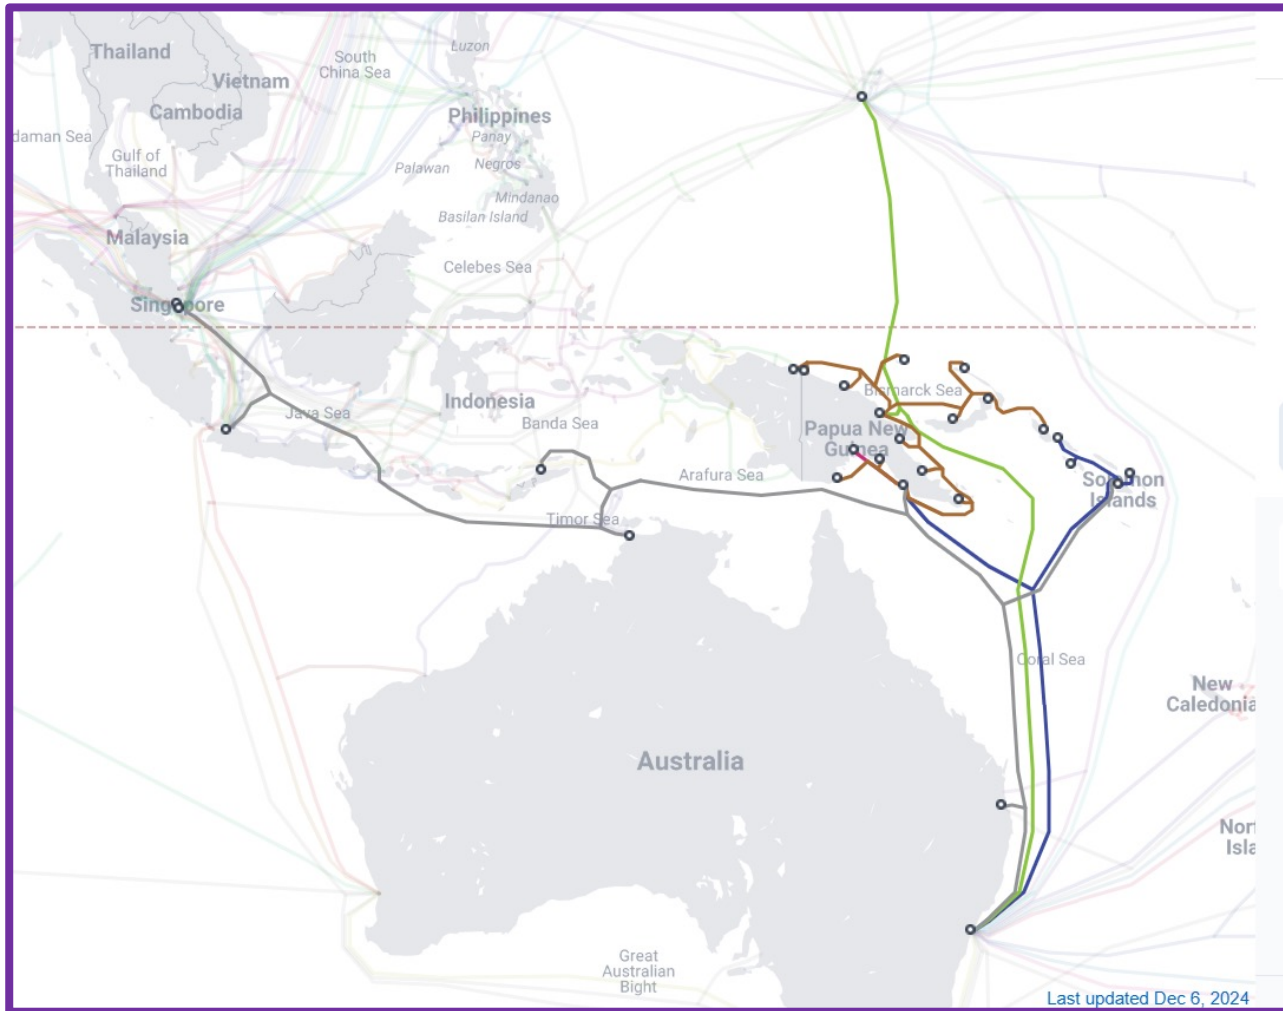 Luzon
Thailand
South
China Sea
Vietnam
Cambodia
Philippines
daman Sea
Panay
Gulf of
Thailand
Palawan
Negros
Mindanao
Basilan Island
Malaysia
Celebes Sea
Singapore
Bismarck Sea
Indonesia
Java Sea
Banda Sea
Papua New
Guinea
Arafura Sea
Solomon
Islands
Timor Sea
Coral Sea
New
Caledonia
Australia
Nor
Isla
Great
Australian
Bight
Last updated Dec 6, 2024